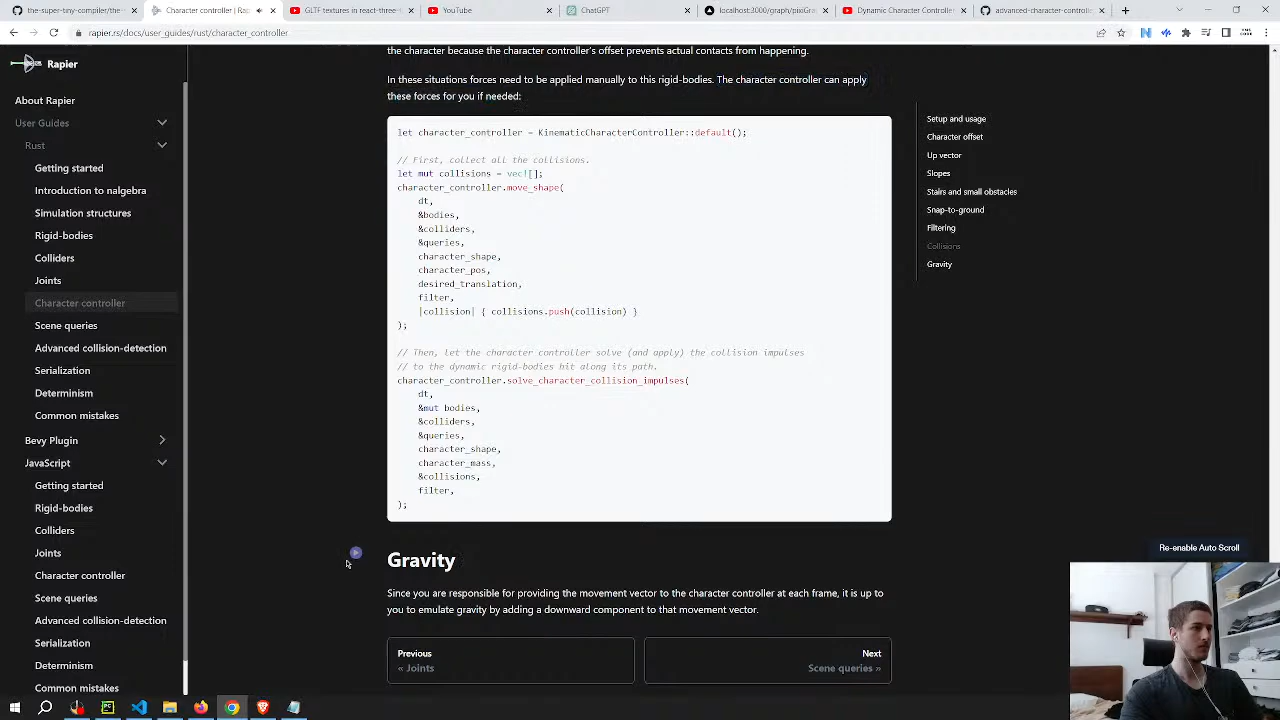 the-super-tiny-compiler/the-
Character controller | Rap
GLTF textures in react-three-f
YouTube
ChatGPT
localhost:3000/graph/pixiGra
Dynamic Character Controlle
advanced-character-controlle
rapier.rs/docs/user_guides/rust/character_controller
Rapier
About Rapier
User Guides
Rust
Getting started
Introduction to nalgebra
Simulation structures
Rigid-bodies
Colliders
Joints
Character controller
Scene queries
Advanced collision-detection
Serialization
Determinism
Common mistakes
Bevy Plugin
JavaScript
Getting started
Rigid-bodies
Colliders
Joints
Character controller
Scene queries
Advanced collision-detection
Serialization
Determinism
Common mistakes
the character because the character controller's offset prevents actual contacts from happening.
In these situations forces need to be applied manually to this rigid-bodies. The character controller can apply
these forces for you if needed:
let character_controller = KinematicCharacterController::default();
// First, collect all the collisions.
let mut collisions = vec![];
character_controller.move_shape(
dt,
&bodies,
&colliders,
&queries,
character_shape,
character_pos,
desired_translation,
filter,
|collision| { collisions.push(collision) }
);
// Then, let the character controller solve (and apply) the collision impulses
// to the dynamic rigid-bodies hit along its path.
character_controller.solve_character_collision_impulses(
dt,
&mut bodies,
&colliders,
&queries,
character_shape,
character_mass,
&collisions,
filter,
);
Gravity
Since you are responsible for providing the movement vector to the character controller at each frame, it is up to
you to emulate gravity by adding a downward component to that movement vector.
Previous
« Joints
Next
Scene queries »
Setup and usage
Character offset
Up vector
Slopes
Stairs and small obstacles
Snap-to-ground
Filtering
Collisions
Gravity
Re-enable Auto Scroll